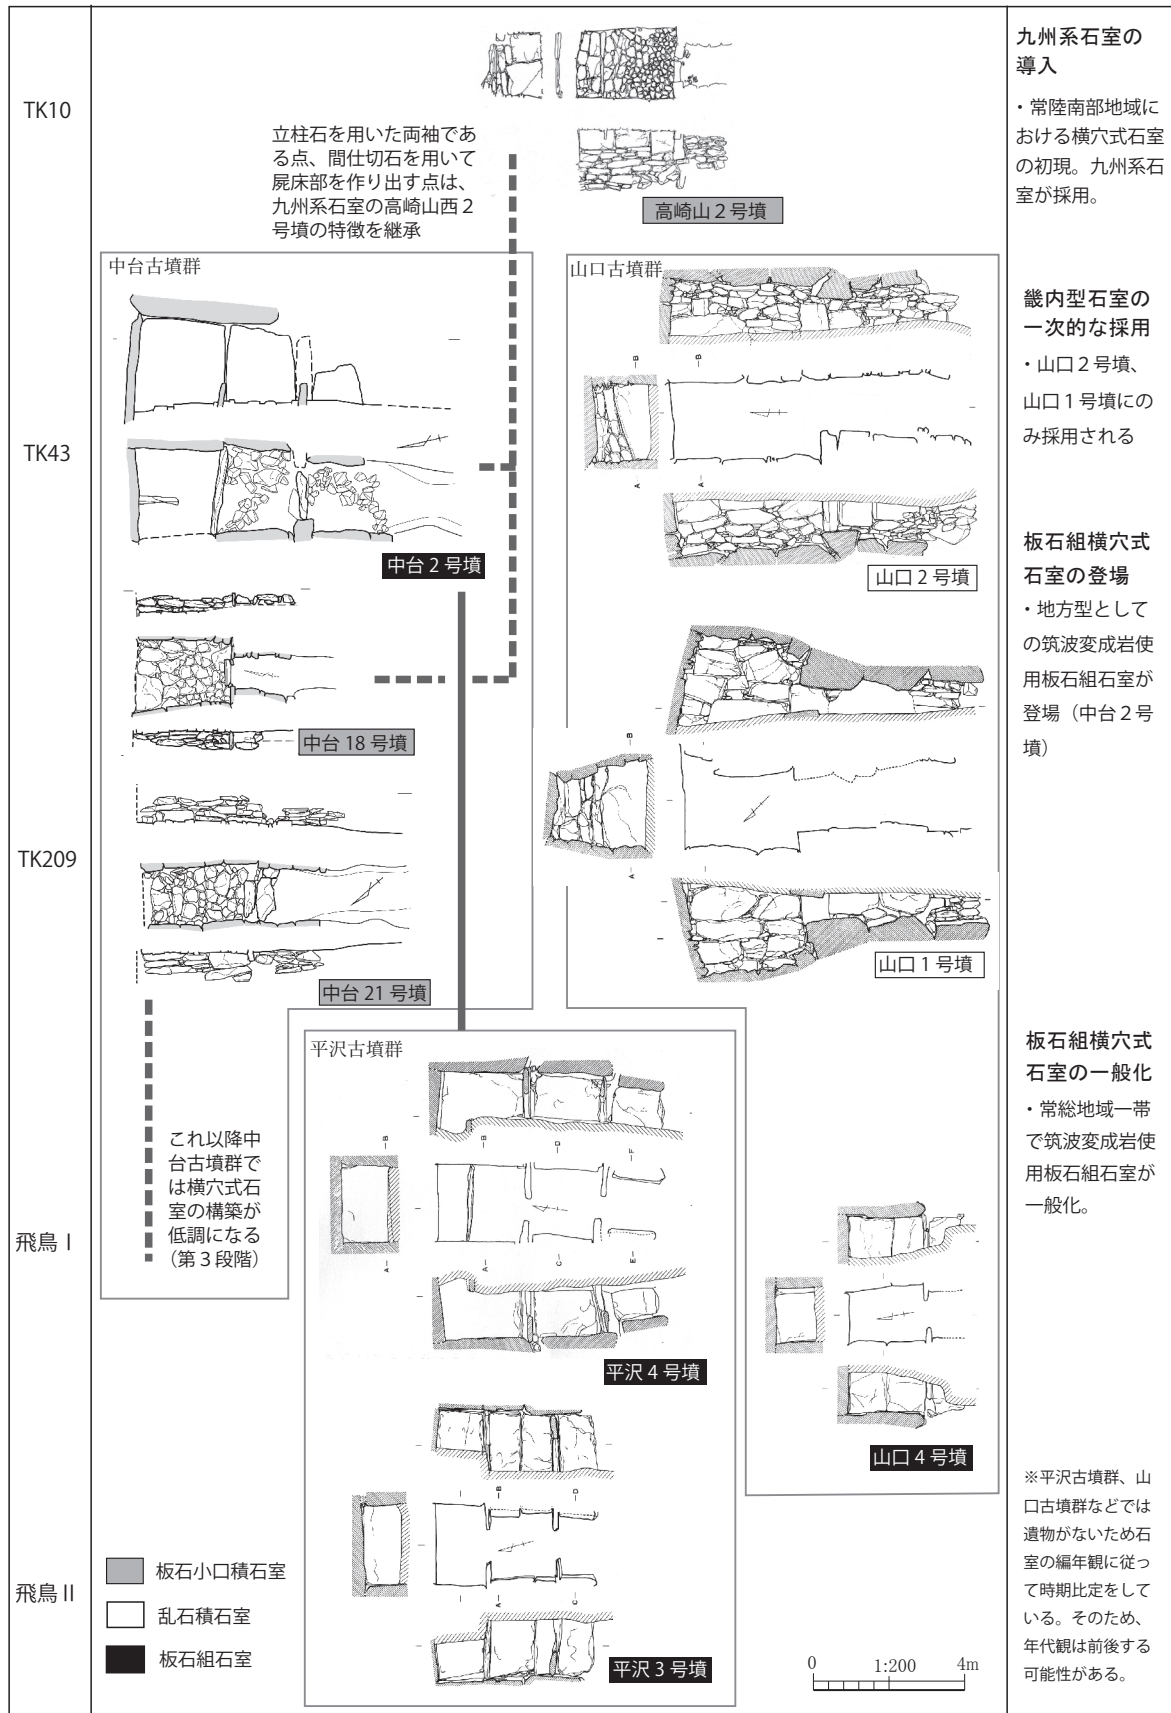 TK10
TK43
TK209
飛鳥Ⅰ
飛鳥Ⅱ
立柱石を用いた両袖であ
る点、間仕切石を用いて
屍床部を作り出す点は、
九州系石室の高崎山西２
号墳の特徴を継承
高崎山２号墳
中台古墳群
中台２号墳
中台 18 号墳
中台 21 号墳
これ以降中
台古墳群で
は横穴式石
室の構築が
低調になる
（第３段階）
山口古墳群
B
B
A
A
山口２号墳
B
A
山口１号墳
山口４号墳
平沢古墳群
B
B
D
F
A
A
C
E
平沢４号墳
B
D
A
C
平沢３号墳
板石小口積石室
乱石積石室
板石組石室
0
1:200
4m
九州系石室の
導入
・常陸南部地域に
おける横穴式石室
の初現。九州系石
室が採用。
畿内型石室の
一次的な採用
・山口２号墳、
山口１号墳にの
み採用される
板石組横穴式
石室の登場
・地方型として
の筑波変成岩使
用板石組石室が
登場（中台２号
墳）
板石組横穴式
石室の一般化
・常総地域一帯
で筑波変成岩使
用板石組石室が
一般化。
※平沢古墳群、山
口古墳群などでは
遺物がないため石
室の編年観に従っ
て時期比定をして
いる。そのため、
年代観は前後する
可能性がある。